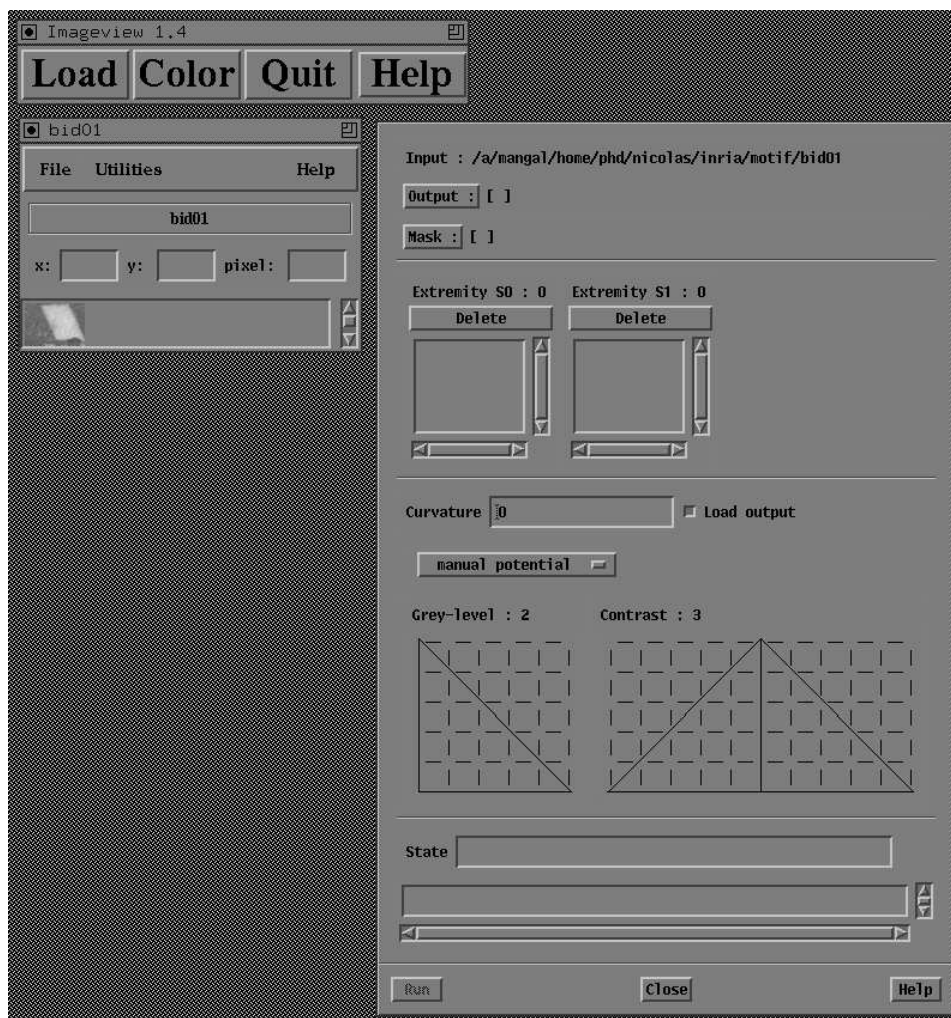 Imageview 1.4
Load Color Quit Help
bid01
File Utilities Help
bid01
x: y: pixel:
Input : /a/mangal/home/phd/nicolas/inria/motif/bid01
Output : [ ]
Mask : [ ]
Extremity S0 : 0 Extremity S1 : 0
Delete Delete
Curvature 0 Load output
manual potential
Grey-level : 2 Contrast : 3
State
Run Close Help